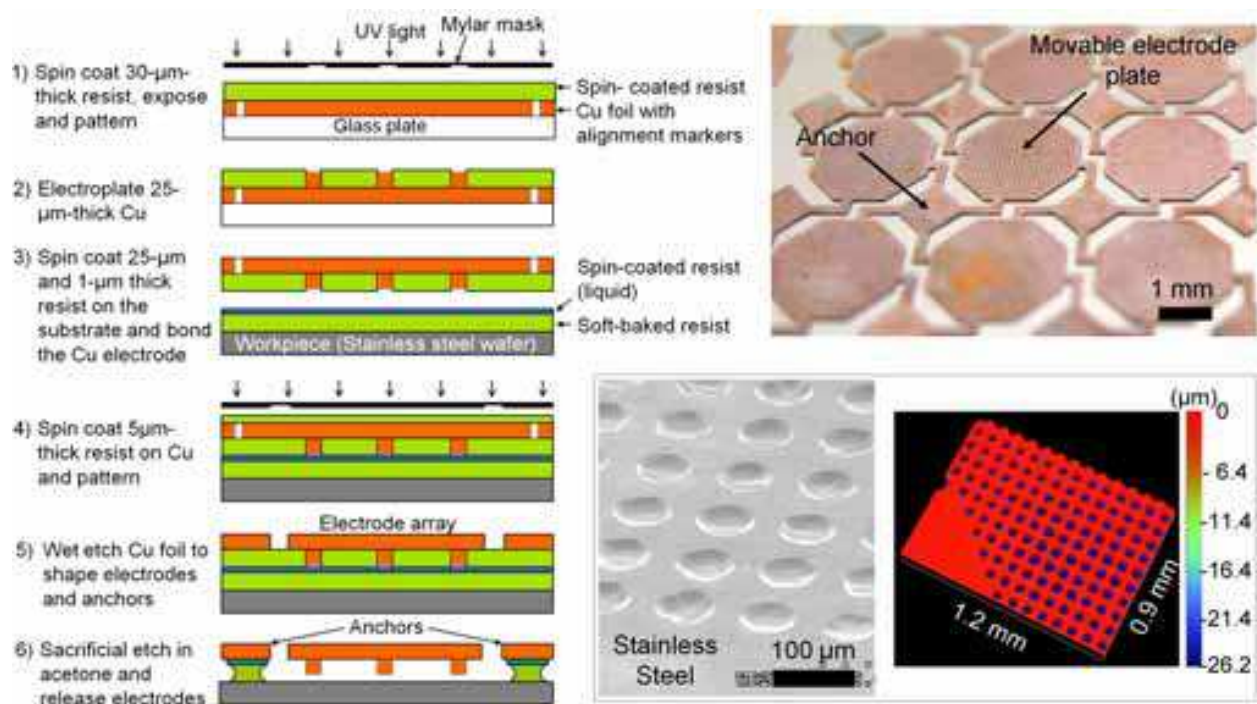 UV light
Mylar mask
1) Spin coat 30-µm-
thick resist, expose
and pattern
Spin- coated resist
Cu foil with
alignment markers
Glass plate
2) Electroplate 25-
µm-thick Cu
3) Spin coat 25-µm
and 1-µm thick
resist on the
substrate and bond
the Cu electrode
Spin-coated resist
(liquid)
Soft-baked resist
Workpiece (Stainless steel wafer)
4) Spin coat 5µm-
thick resist on Cu
and pattern
Electrode array
5) Wet etch Cu foil to
shape electrodes
and anchors
Anchors
6) Sacrificial etch in
acetone and
release electrodes
Movable electrode
plate
Anchor
1 mm
Stainless
Steel
100 µm
(µm)
0
- 6.4
-11.4
-16.4
-21.4
-26.2
1.2 mm
0.9 mm